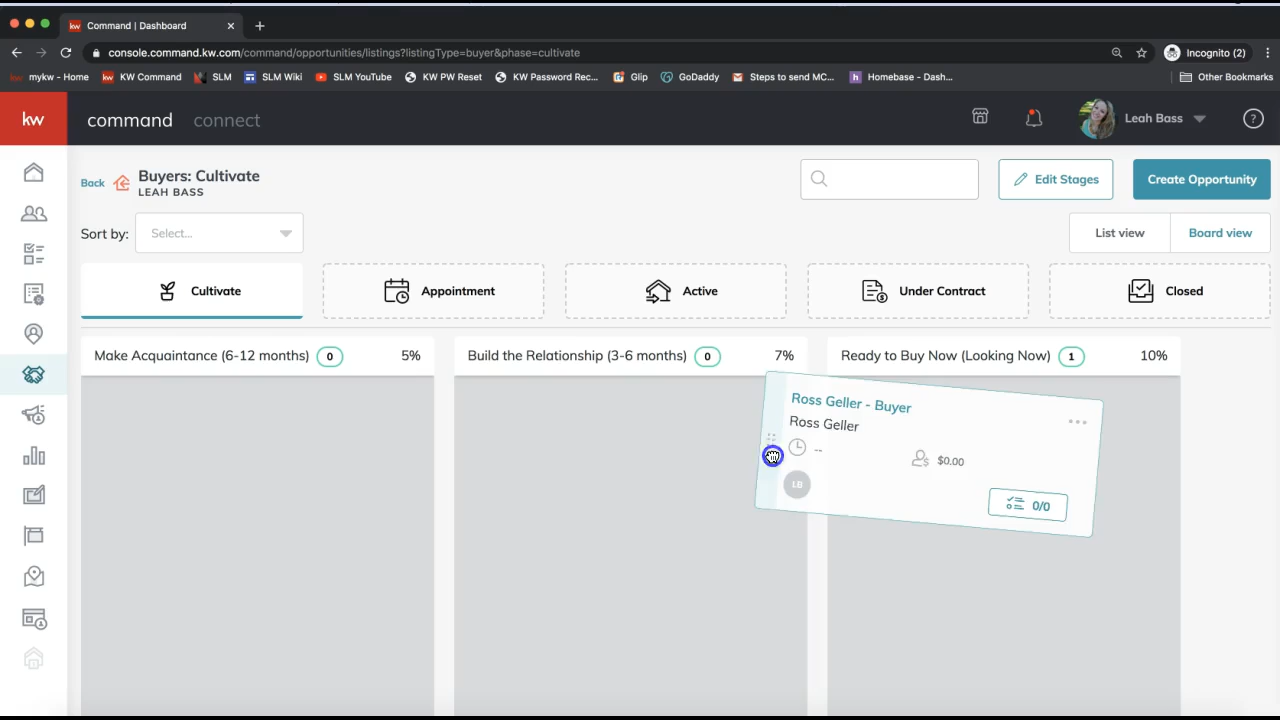 Command | Dashboard
console.command.kw.com/command/opportunities/listings?listingType=buyer&phase=cultivate
Incognito (2)
mykw - Home KW Command SLM SLM Wiki SLM YouTube KW PW Reset KW Password Rec... Glip GoDaddy Steps to send MC... Homebase - Dash... Other Bookmarks
kw command connect Leah Bass
Back Buyers: Cultivate
LEAH BASS
Edit Stages Create Opportunity
Sort by: Select... List view Board view
Cultivate Appointment Active Under Contract Closed
Make Acquaintance (6-12 months) 0 5% Build the Relationship (3-6 months) 0 7% Ready to Buy Now (Looking Now) 1 10%
Ross Geller - Buyer
Ross Geller
-- $0.00
LB 0/0